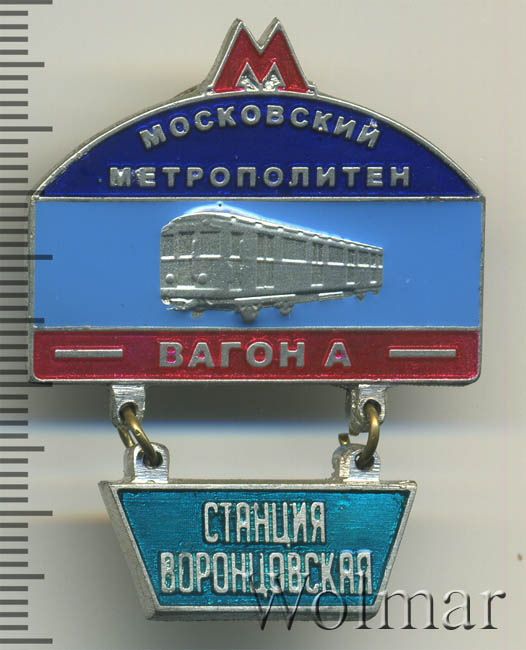 М
МОСКОВСКИЙ
МЕТРОПОЛИТЕН
ВАГОН А
СТАНЦИЯ
ВОРОНЦОВСКАЯ
Wolmar